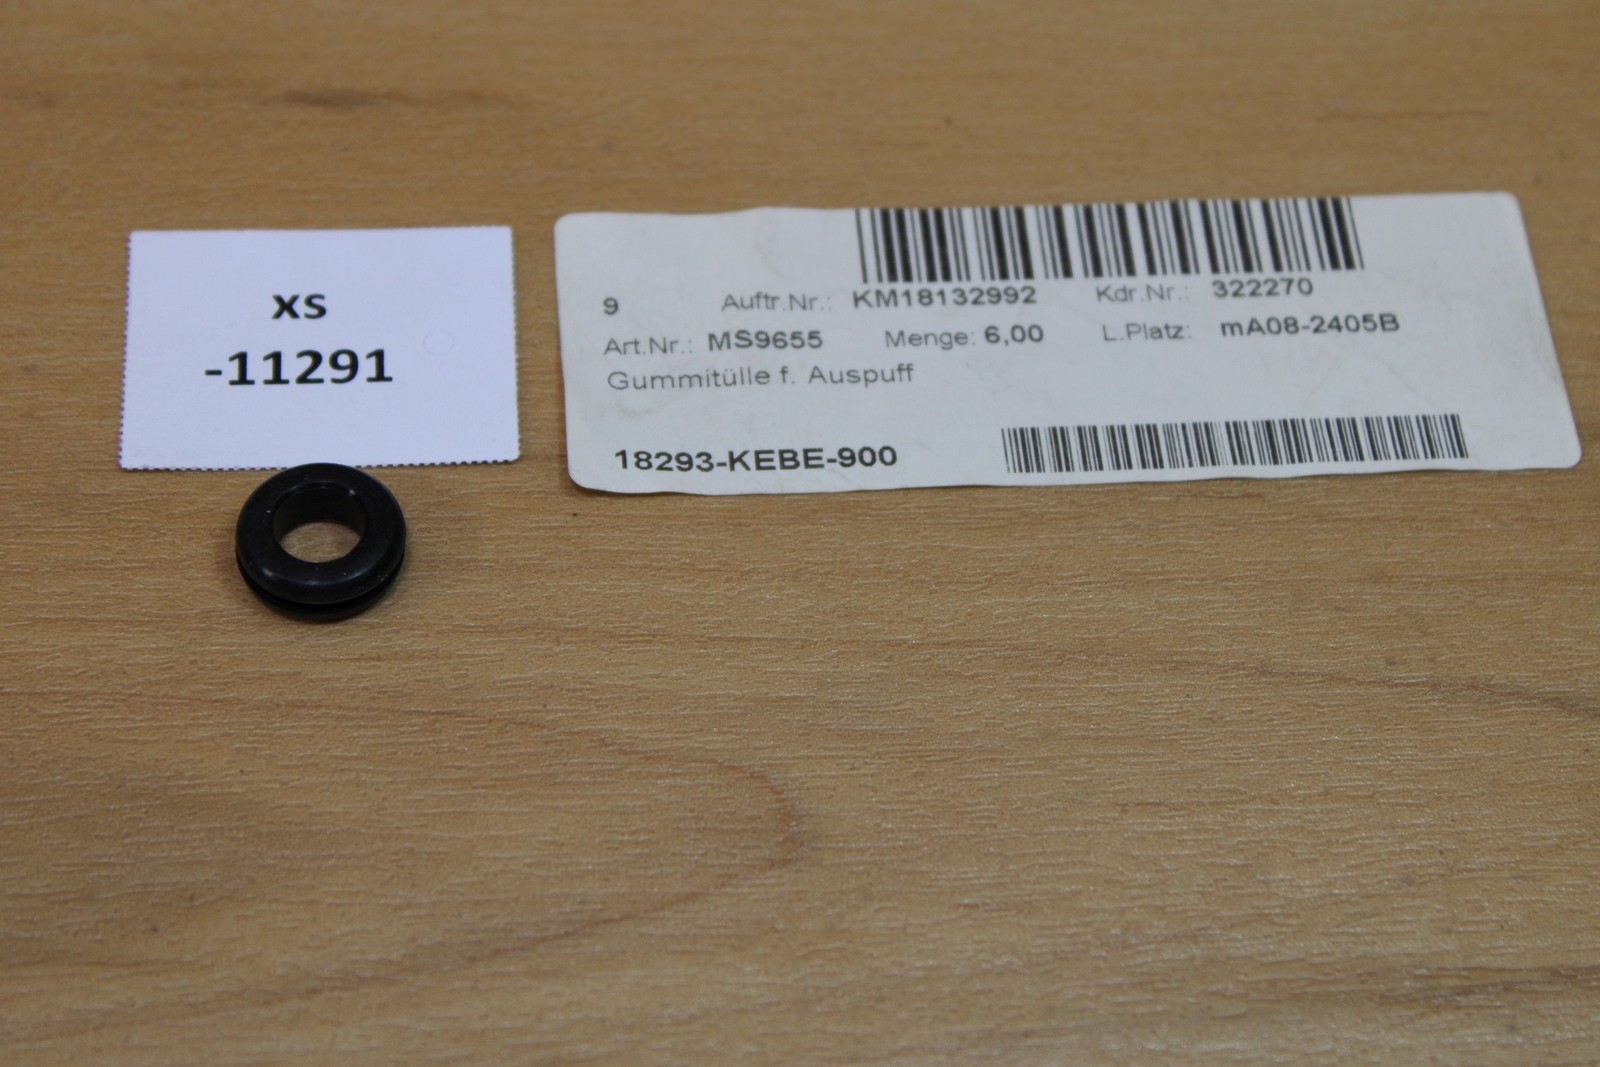 XS
-11291
9 Auftr.Nr.: KM18132992 Kdr.Nr.: 322270
Art.Nr.: MS9655 Menge: 6,00 L.Platz: mA08-2405B
Gummitülle f. Auspuff
18293-KEBE-900